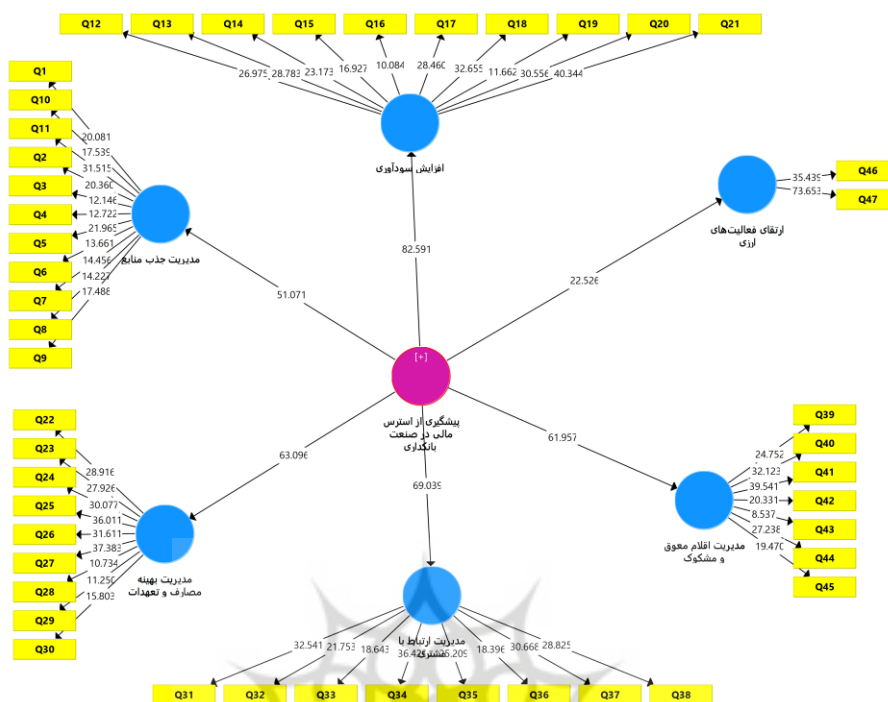 Q12 Q13 Q14 Q15 Q16 Q17 Q18 Q19 Q20 Q21
26.975 28.783 23.173 16.927 10.084 28.460 32.655 11.662 30.556 40.344
افزایش سودآوری
Q1
Q10
Q11
Q2
Q3
Q4
Q5
Q6
Q7
Q8
Q9
20.081
17.539
31.515
20.360
12.146
12.722
21.965
13.661
14.456
14.227
17.488
مدیریت جذب منابع
Q46
Q47
35.439
73.653
ارتقای فعالیت‌های
ارزی
82.591
22.526
51.071
[+]
پیشگیری از استرس
مالی در صنعت
بانکداری
63.096
69.039
61.957
Q22
Q23
Q24
Q25
Q26
Q27
Q28
Q29
Q30
28.916
27.926
30.077
36.011
31.611
37.383
10.734
11.250
15.803
مدیریت بهینه
مصارف و تعهدات
Q39
Q40
Q41
Q42
Q43
Q44
Q45
24.752
32.123
39.541
20.331
8.537
27.238
19.470
مدیریت اقلام معوق
و مشکوک
مدیریت ارتباط با
مشتری
32.541 21.753 18.643 18.396 30.668 28.825
Q31 Q32 Q33 Q34 Q35 Q36 Q37 Q38